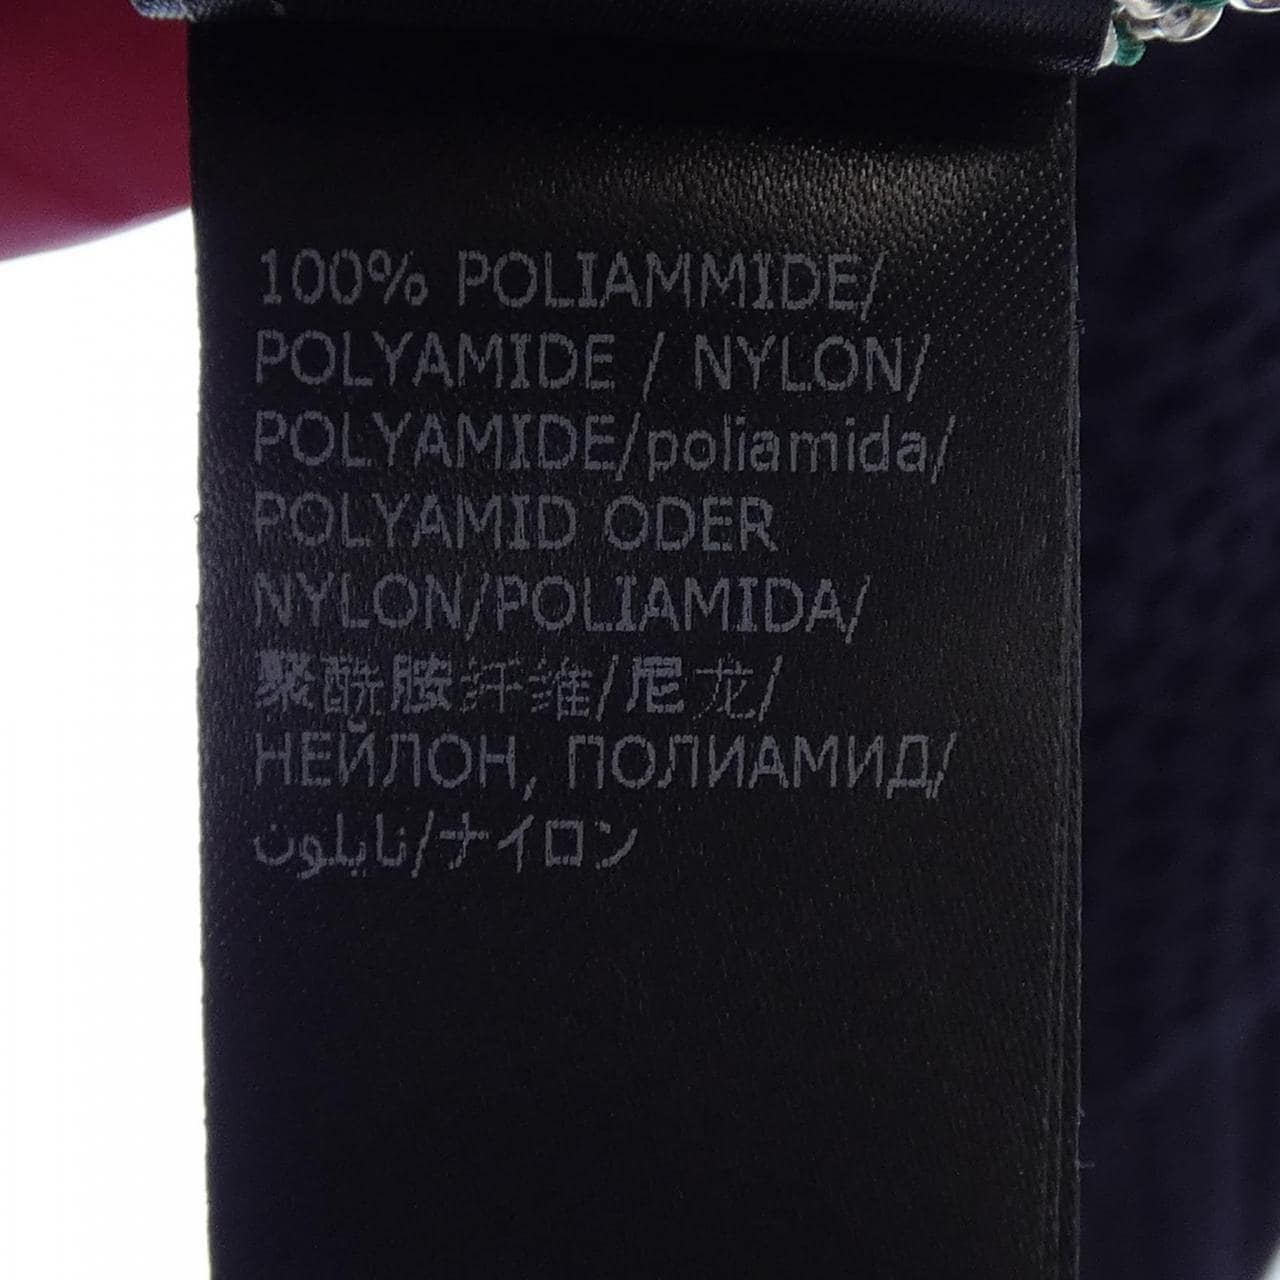 100% POLIAMMIDE/
POLYAMIDE / NYLON/
POLYAMIDE/poliamida/
POLYAMID ODER
NYLON/POLIAMIDA/
聚酰胺纤维/尼龙/
НЕЙЛОН, ПОЛИАМИД/
نايلون/ナイロン